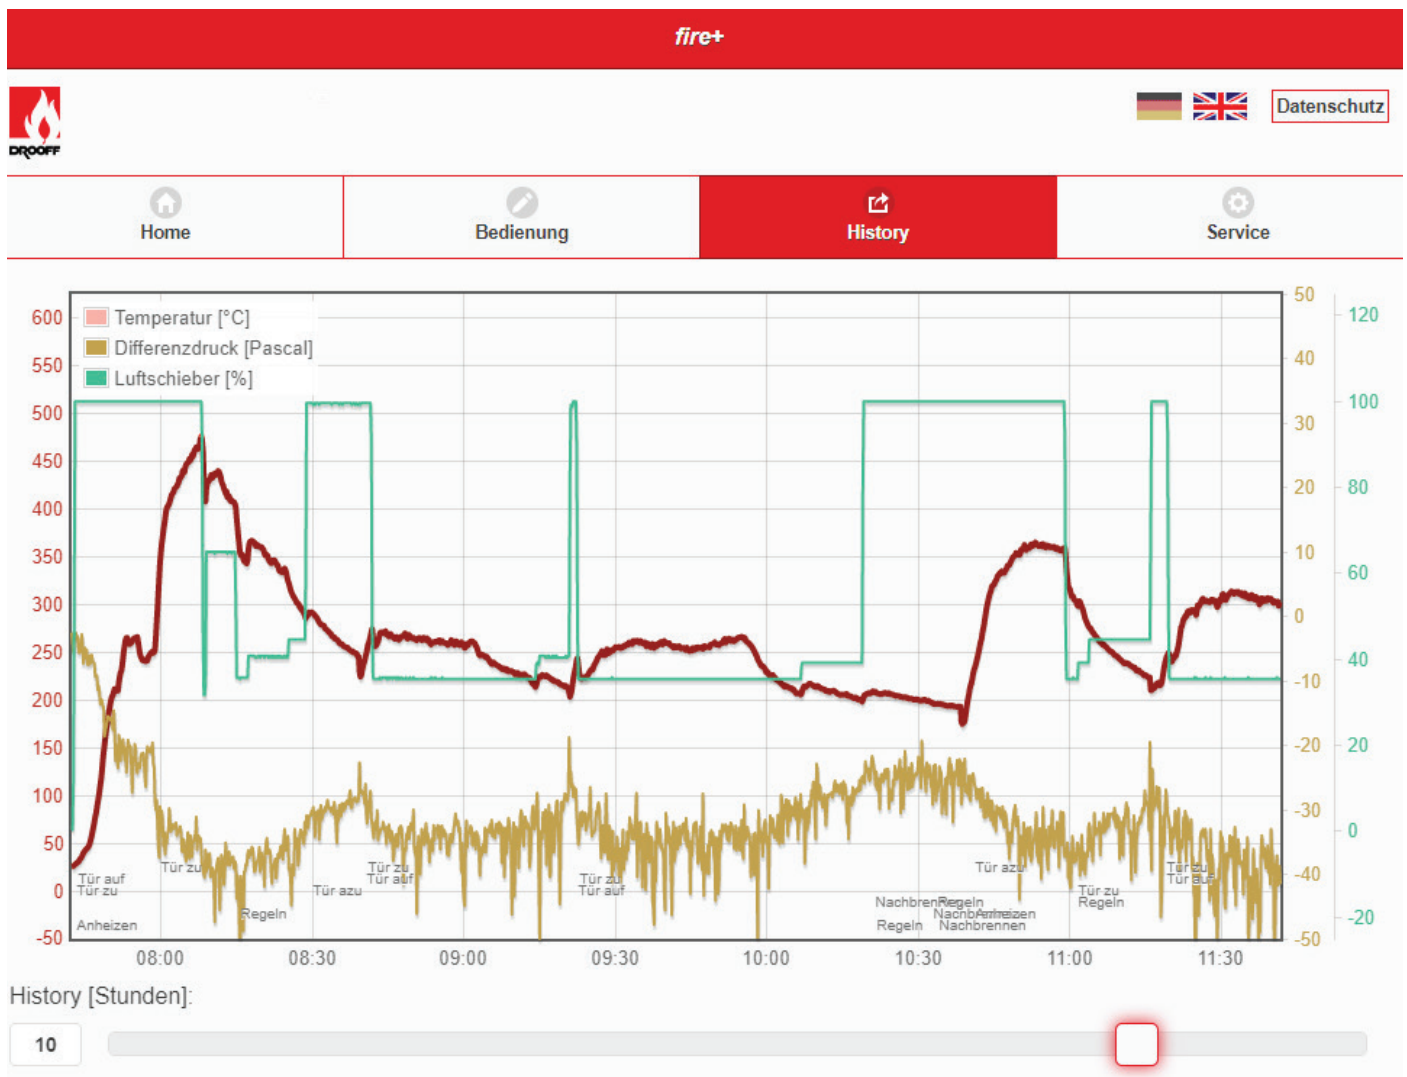 fire+
DROOFF
Datenschutz
Home
Bedienung
History
Service
Temperatur [°C]
Differenzdruck [Pascal]
Luftschieber [%]
600
550
500
450
400
350
300
250
200
150
100
50
0
-50
50
40
30
20
10
0
-10
-20
-30
-40
-50
120
100
80
60
40
20
0
-20
Tür auf
Tür zu
Anheizen
Tür zu
Regeln
Tür azu
Tür zu
Tür auf
Tür zu
Tür auf
Nachbrennen
Regeln
Regeln
Nachbrennen
Anheizen
Nachbrennen
Tür azu
Tür zu
Regeln
Tür zu
Tür auf
08:00
08:30
09:00
09:30
10:00
10:30
11:00
11:30
History [Stunden]:
10